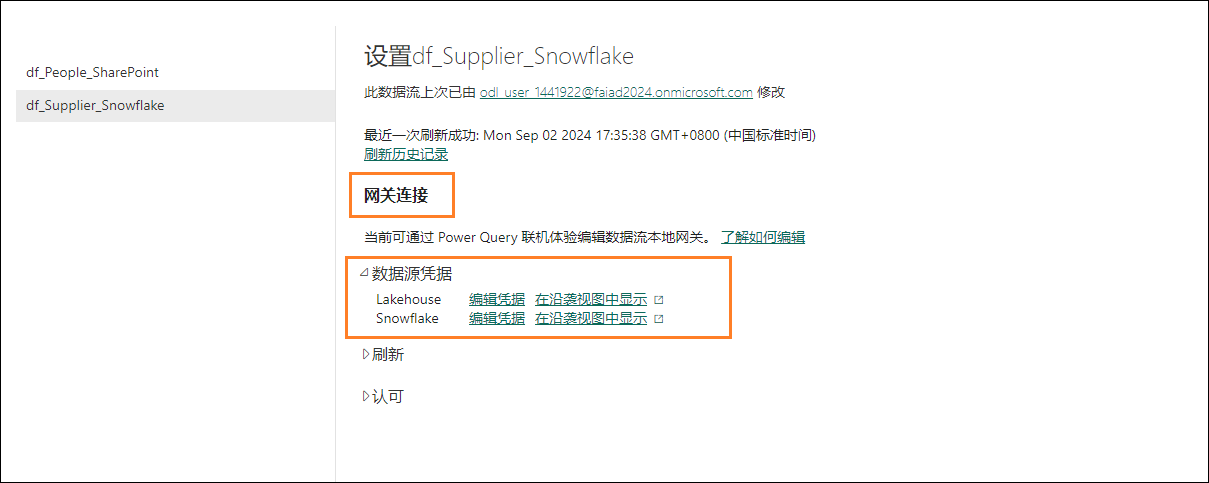 df_People_SharePoint
df_Supplier_Snowflake
设置df_Supplier_Snowflake
此数据流上次已由 odl_user_1441922@faiad2024.onmicrosoft.com 修改
最近一次刷新成功: Mon Sep 02 2024 17:35:38 GMT+0800 (中国标准时间)
刷新历史记录
网关连接
当前可通过 Power Query 联机体验编辑数据流本地网关。 了解如何编辑
数据源凭据
Lakehouse 编辑凭据 在沿袭视图中显示
Snowflake 编辑凭据 在沿袭视图中显示
刷新
认可